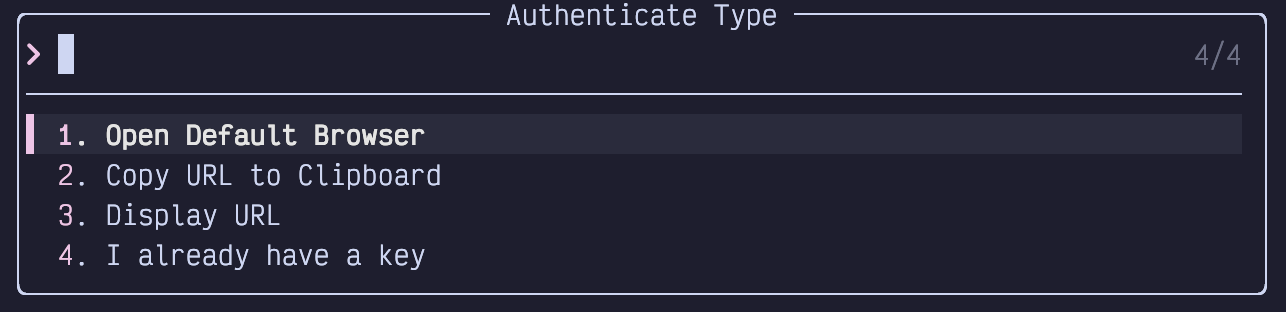 Authenticate Type
> 4/4
1. Open Default Browser
2. Copy URL to Clipboard
3. Display URL
4. I already have a key